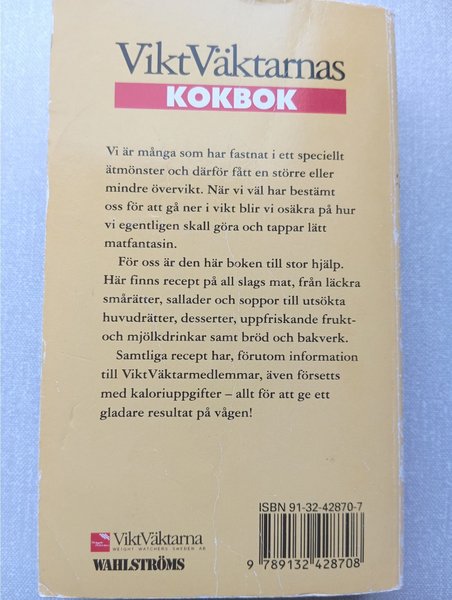 ViktVäktarnas
KOKBOK
Vi är många som har fastnat i ett speciellt
ätmönster och därför fått en större eller
mindre övervikt. När vi väl har bestämt
oss för att gå ner i vikt blir vi osäkra på hur
vi egentligen skall göra och tappar lätt
matfantasin.
För oss är den här boken till stor hjälp.
Här finns recept på all slags mat, från läckra
smårätter, sallader och soppor till utsökta
huvudrätter, desserter, uppfriskande frukt-
och mjölkdrinkar samt bröd och bakverk.
Samtliga recept har, förutom information
till ViktVäktarmedlemmar, även försetts
med kaloriuppgifter – allt för att ge ett
gladare resultat på vågen!
ISBN 91-32-42870-7
ViktVäktarna
WEIGHT WATCHERS SWEDEN AB
WAHLSTRÖMS
9 789132 428708